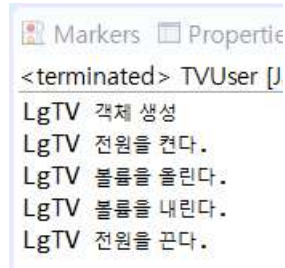 Markers Properti
<terminated> TVUser [J
LgTV 객체 생성
LgTV 전원을 켠다.
LgTV 볼륨을 올린다.
LgTV 볼륨을 내린다.
LgTV 전원을 끈다.